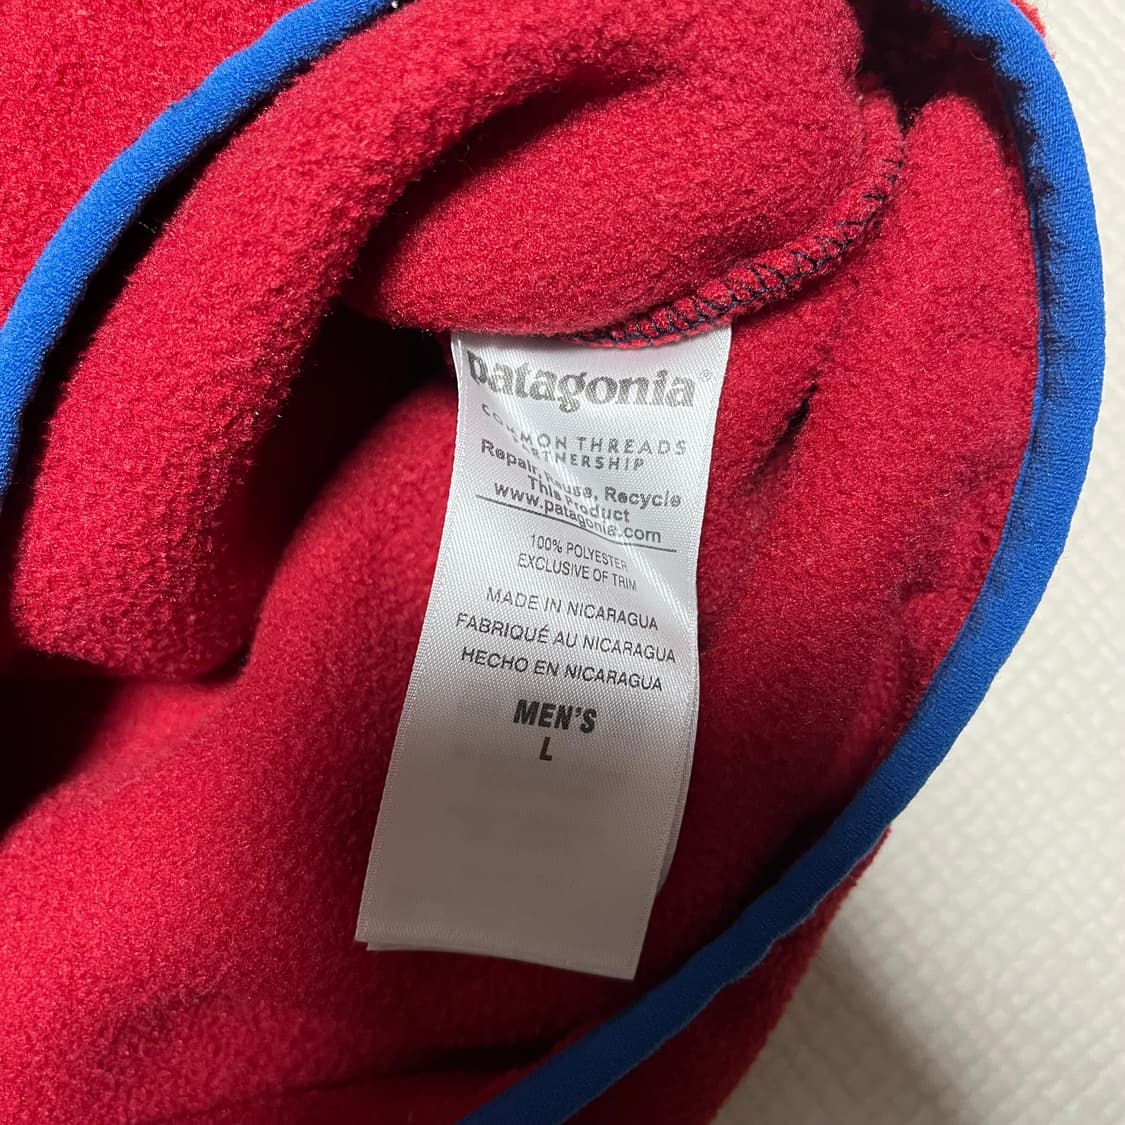 patagonia®
COMMON THREADS
PARTNERSHIP
Repair, Reuse, Recycle
This Product
www.patagonia.com
100% POLYESTER
EXCLUSIVE OF TRIM
MADE IN NICARAGUA
FABRIQUÉ AU NICARAGUA
HECHO EN NICARAGUA
MEN'S
L